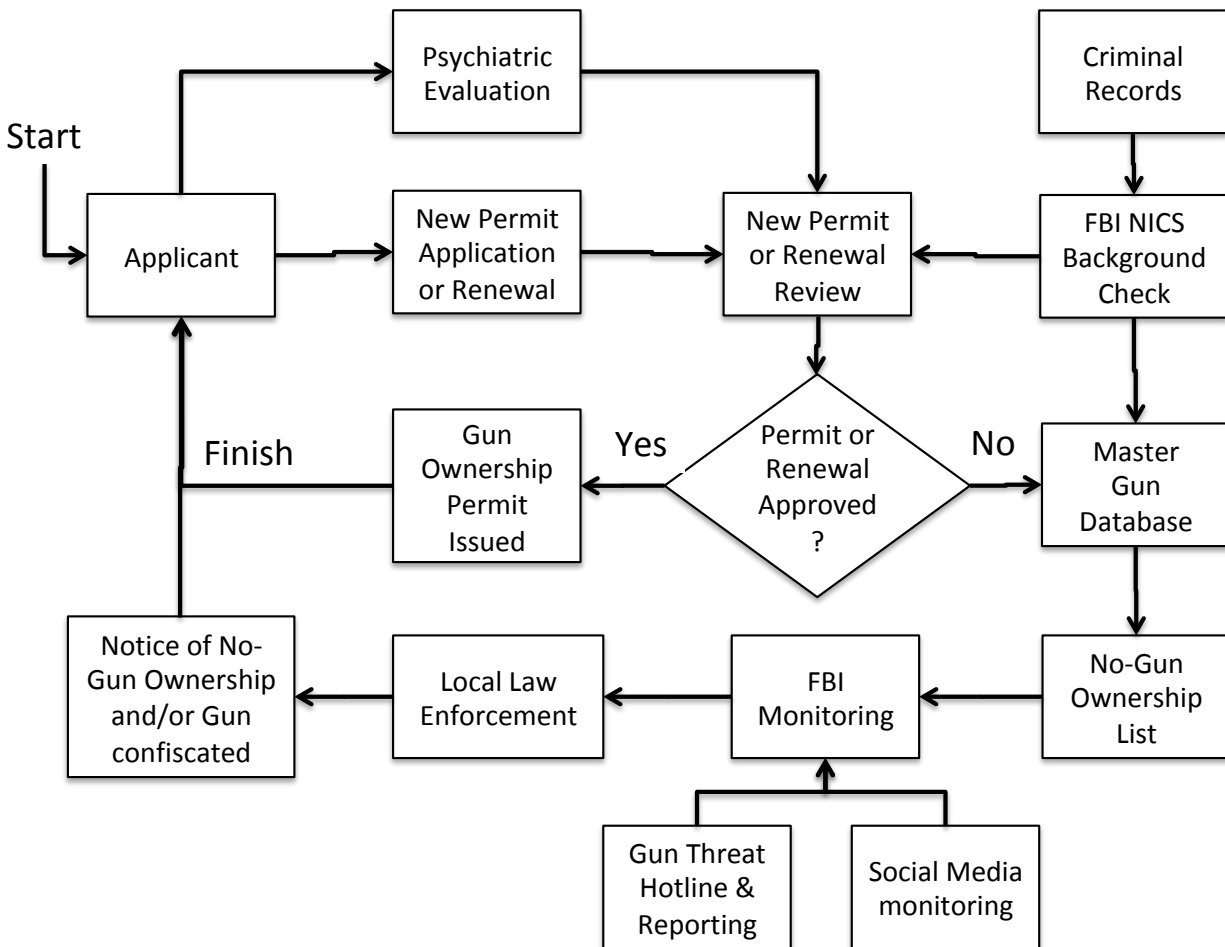 Psychiatric
Evaluation
Criminal
Records
Start
Applicant
New Permit
Application
or Renewal
New Permit
or Renewal
Review
FBI NICS
Background
Check
Finish
Gun
Ownership
Permit
Issued
Yes
Permit or
Renewal
Approved
?
No
Master
Gun
Database
Notice of No-
Gun Ownership
and/or Gun
confiscated
Local Law
Enforcement
FBI
Monitoring
No-Gun
Ownership
List
Gun Threat
Hotline &
Reporting
Social Media
monitoring